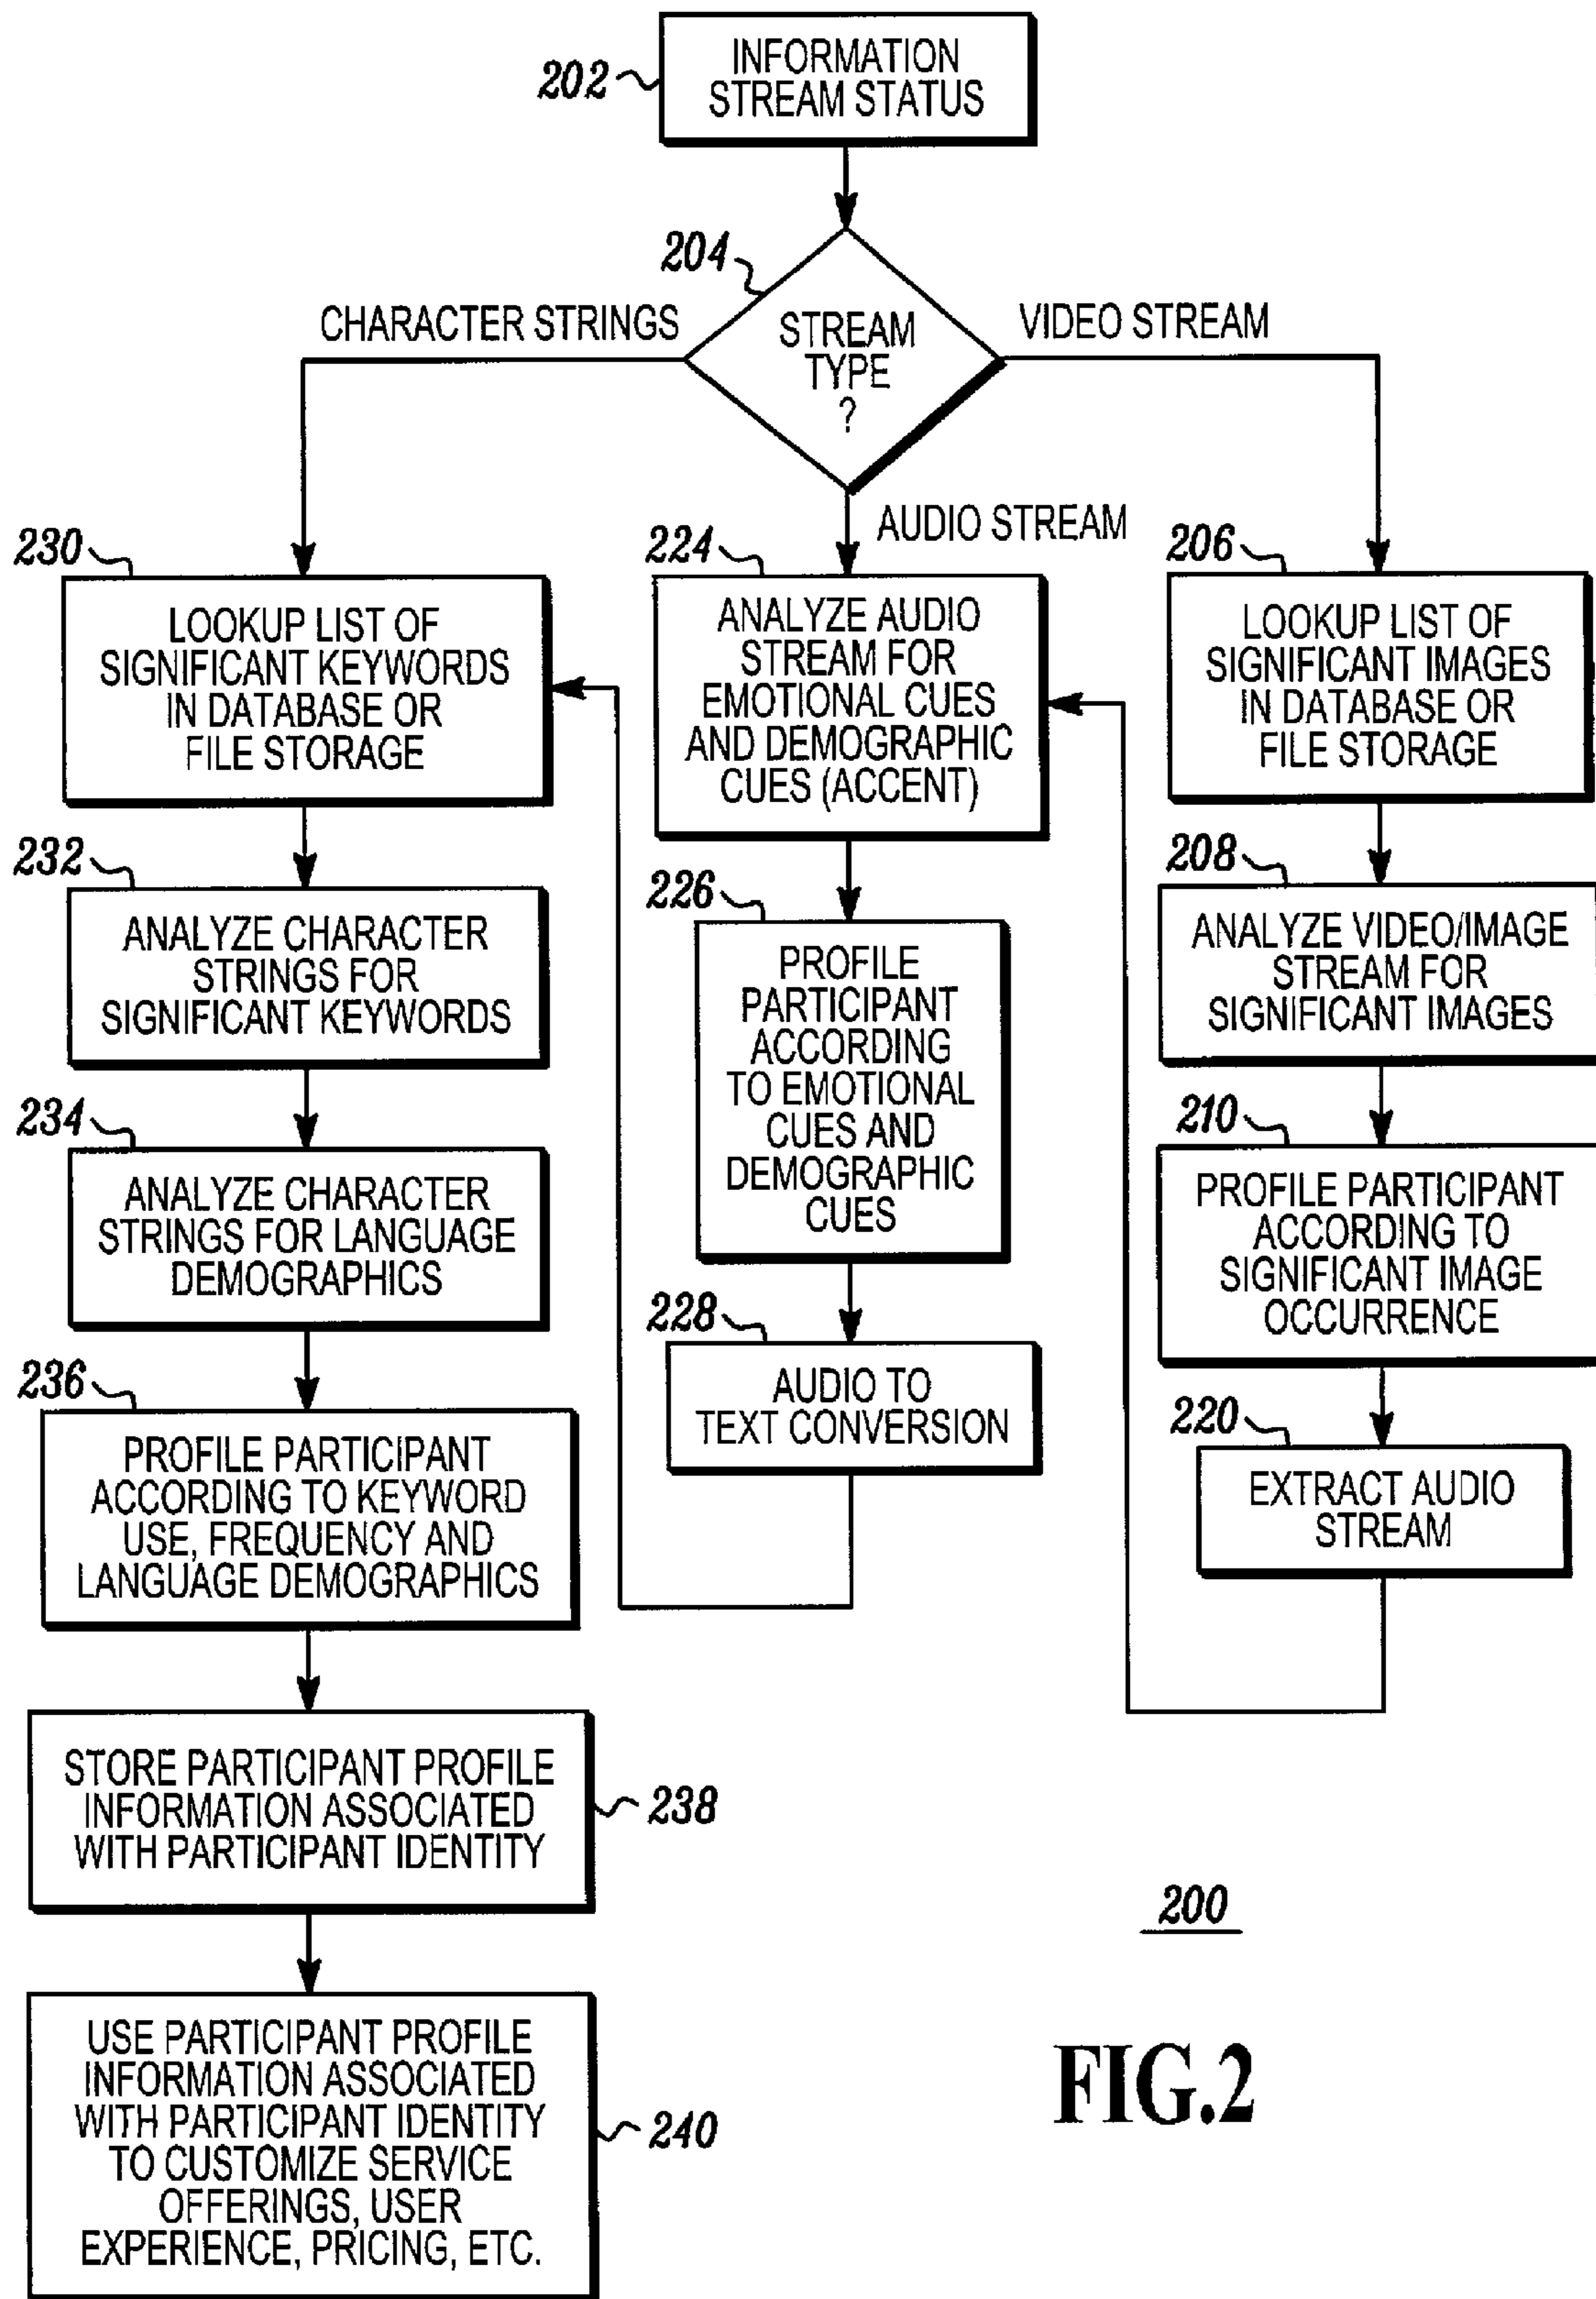 INFORMATION
STREAM STATUS
202
204
STREAM
TYPE
?
CHARACTER STRINGS
VIDEO STREAM
AUDIO STREAM
230
LOOKUP LIST OF
SIGNIFICANT KEYWORDS
IN DATABASE OR
FILE STORAGE
232
ANALYZE CHARACTER
STRINGS FOR
SIGNIFICANT KEYWORDS
234
ANALYZE CHARACTER
STRINGS FOR LANGUAGE
DEMOGRAPHICS
236
PROFILE PARTICIPANT
ACCORDING TO KEYWORD
USE, FREQUENCY AND
LANGUAGE DEMOGRAPHICS
STORE PARTICIPANT PROFILE
INFORMATION ASSOCIATED
WITH PARTICIPANT IDENTITY
238
USE PARTICIPANT PROFILE
INFORMATION ASSOCIATED
WITH PARTICIPANT IDENTITY
TO CUSTOMIZE SERVICE
OFFERINGS, USER
EXPERIENCE, PRICING, ETC.
240
224
ANALYZE AUDIO
STREAM FOR
EMOTIONAL CUES
AND DEMOGRAPHIC
CUES (ACCENT)
226
PROFILE
PARTICIPANT
ACCORDING
TO EMOTIONAL
CUES AND
DEMOGRAPHIC
CUES
228
AUDIO TO
TEXT CONVERSION
206
LOOKUP LIST OF
SIGNIFICANT IMAGES
IN DATABASE OR
FILE STORAGE
208
ANALYZE VIDEO/IMAGE
STREAM FOR
SIGNIFICANT IMAGES
210
PROFILE PARTICIPANT
ACCORDING TO
SIGNIFICANT IMAGE
OCCURRENCE
220
EXTRACT AUDIO
STREAM
200
FIG.2